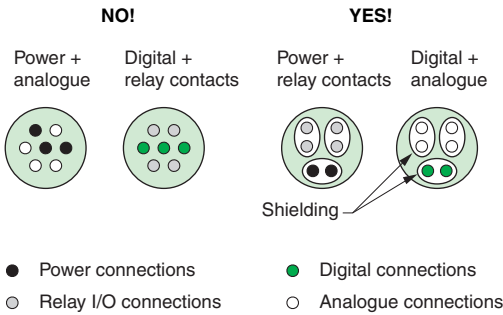 NO!
YES!
Power +
analogue
Digital +
relay contacts
Power +
relay contacts
Digital +
analogue
Shielding
Power connections
Digital connections
Relay I/O connections
Analogue connections